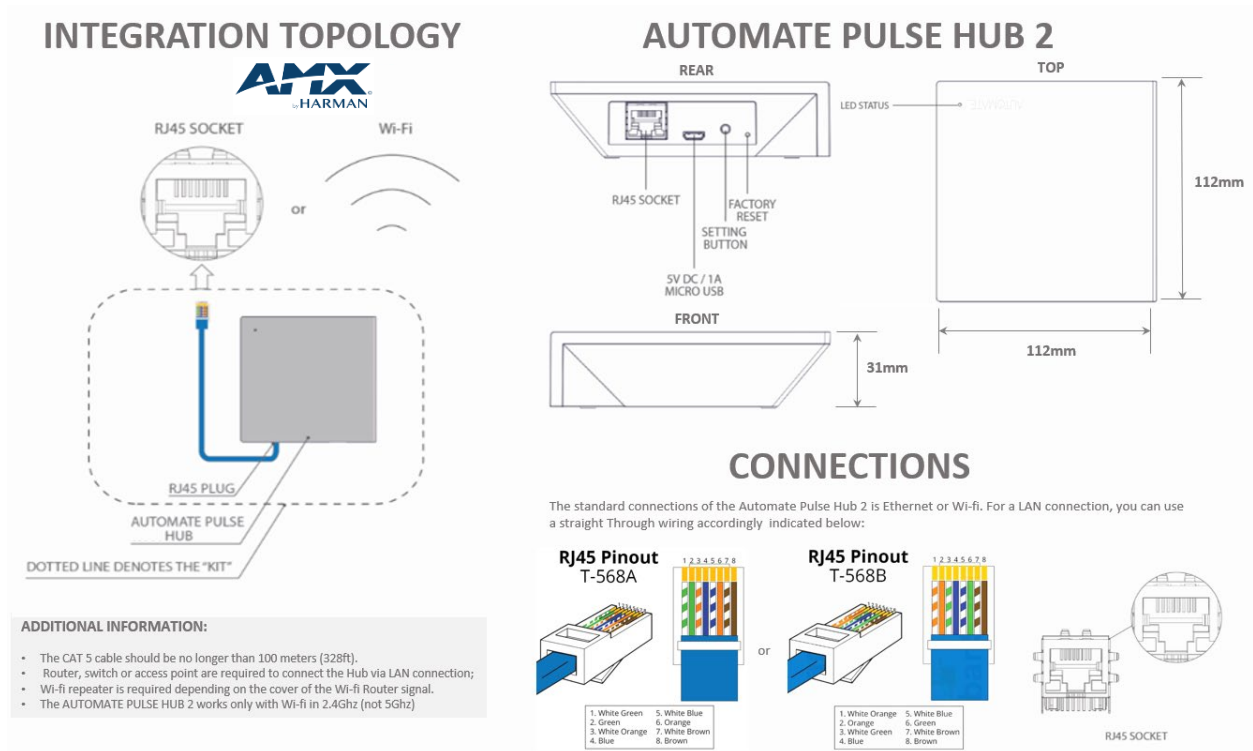 INTEGRATION TOPOLOGY
AMX
by HARMAN
RJ45 SOCKET
Wi-Fi
or
RJ45 PLUG
AUTOMATE PULSE
HUB
DOTTED LINE DENOTES THE "KIT"
ADDITIONAL INFORMATION:
• The CAT 5 cable should be no longer than 100 meters (328ft).
• Router, switch or access point are required to connect the Hub via LAN connection;
• Wi-fi repeater is required depending on the cover of the Wi-fi Router signal.
• The AUTOMATE PULSE HUB 2 works only with Wi-fi in 2.4Ghz (not 5Ghz)
AUTOMATE PULSE HUB 2
REAR
RJ45 SOCKET
FACTORY
RESET
SETTING
BUTTON
5V DC / 1A
MICRO USB
TOP
LED STATUS
AUTOMATE
112mm
112mm
FRONT
31mm
CONNECTIONS
The standard connections of the Automate Pulse Hub 2 is Ethernet or Wi-fi. For a LAN connection, you can use
a straight Through wiring accordingly indicated below:
RJ45 Pinout
T-568A
1 2 3 4 5 6 7 8
1. White Green 5. White Blue
2. Green 6. Orange
3. White Orange 7. White Brown
4. Blue 8. Brown
or
RJ45 Pinout
T-568B
1 2 3 4 5 6 7 8
1. White Orange 5. White Blue
2. Orange 6. Green
3. White Green 7. White Brown
4. Blue 8. Brown
RJ45 SOCKET